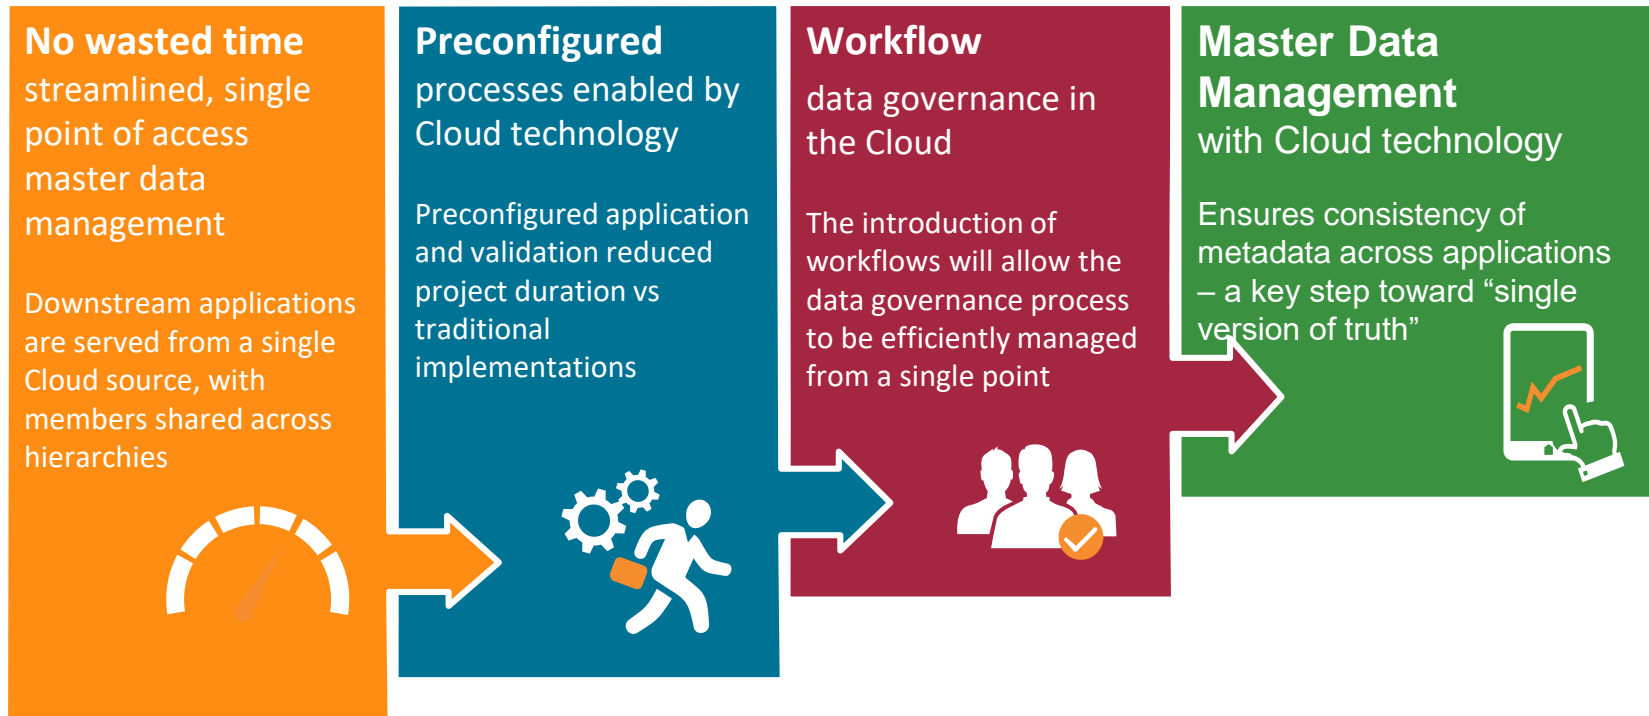 No wasted time
streamlined, single
point of access
master data
management
Downstream applications
are served from a single
Cloud source, with
members shared across
hierarchies
Preconfigured
processes enabled by
Cloud technology
Preconfigured application
and validation reduced
project duration vs
traditional
implementations
Workflow
data governance in
the Cloud
The introduction of
workflows will allow the
data governance process
to be efficiently managed
from a single point
Master Data
Management
with Cloud technology
Ensures consistency of
metadata across applications
– a key step toward “single
version of truth”